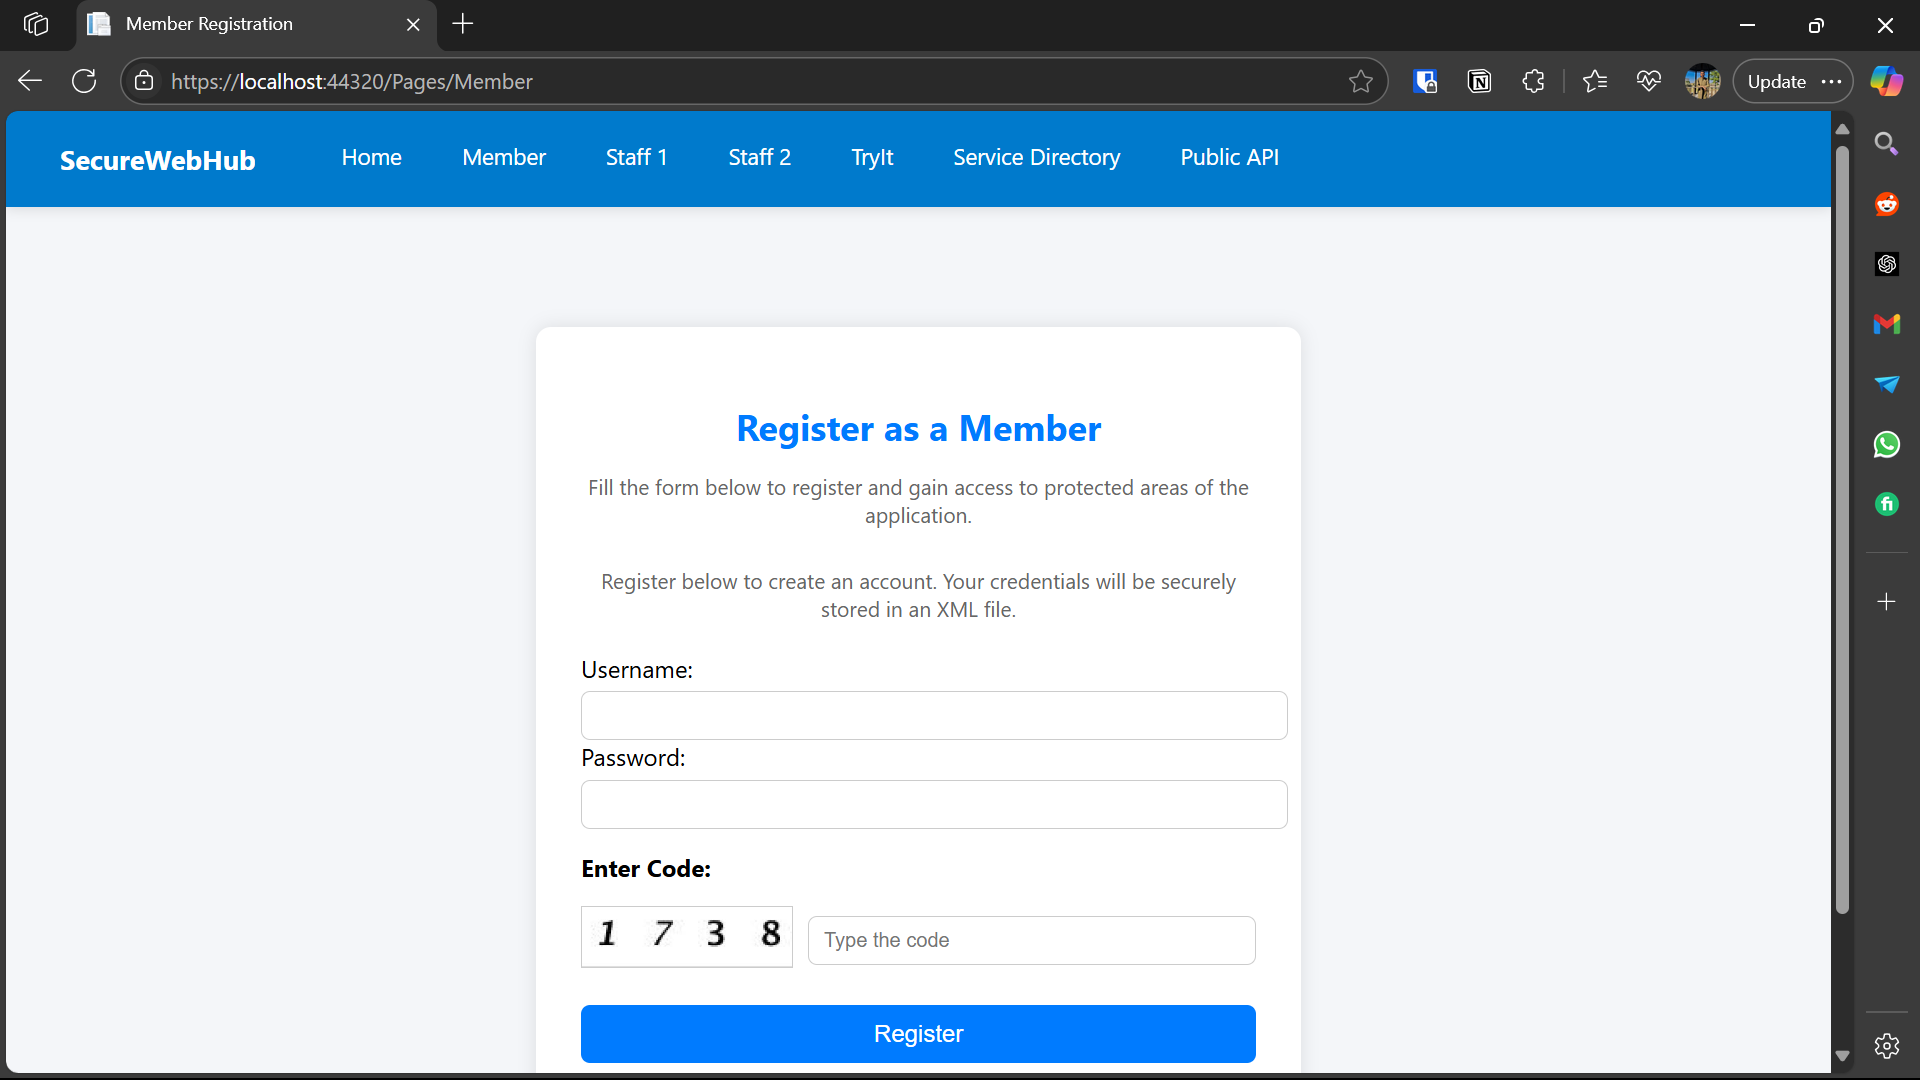 Member Registration
https://localhost:44320/Pages/Member
Update
SecureWebHub
Home
Member
Staff 1
Staff 2
TryIt
Service Directory
Public API
Register as a Member
Fill the form below to register and gain access to protected areas of the
application.
Register below to create an account. Your credentials will be securely
stored in an XML file.
Username:
Password:
Enter Code:
1 7 3 8
Type the code
Register